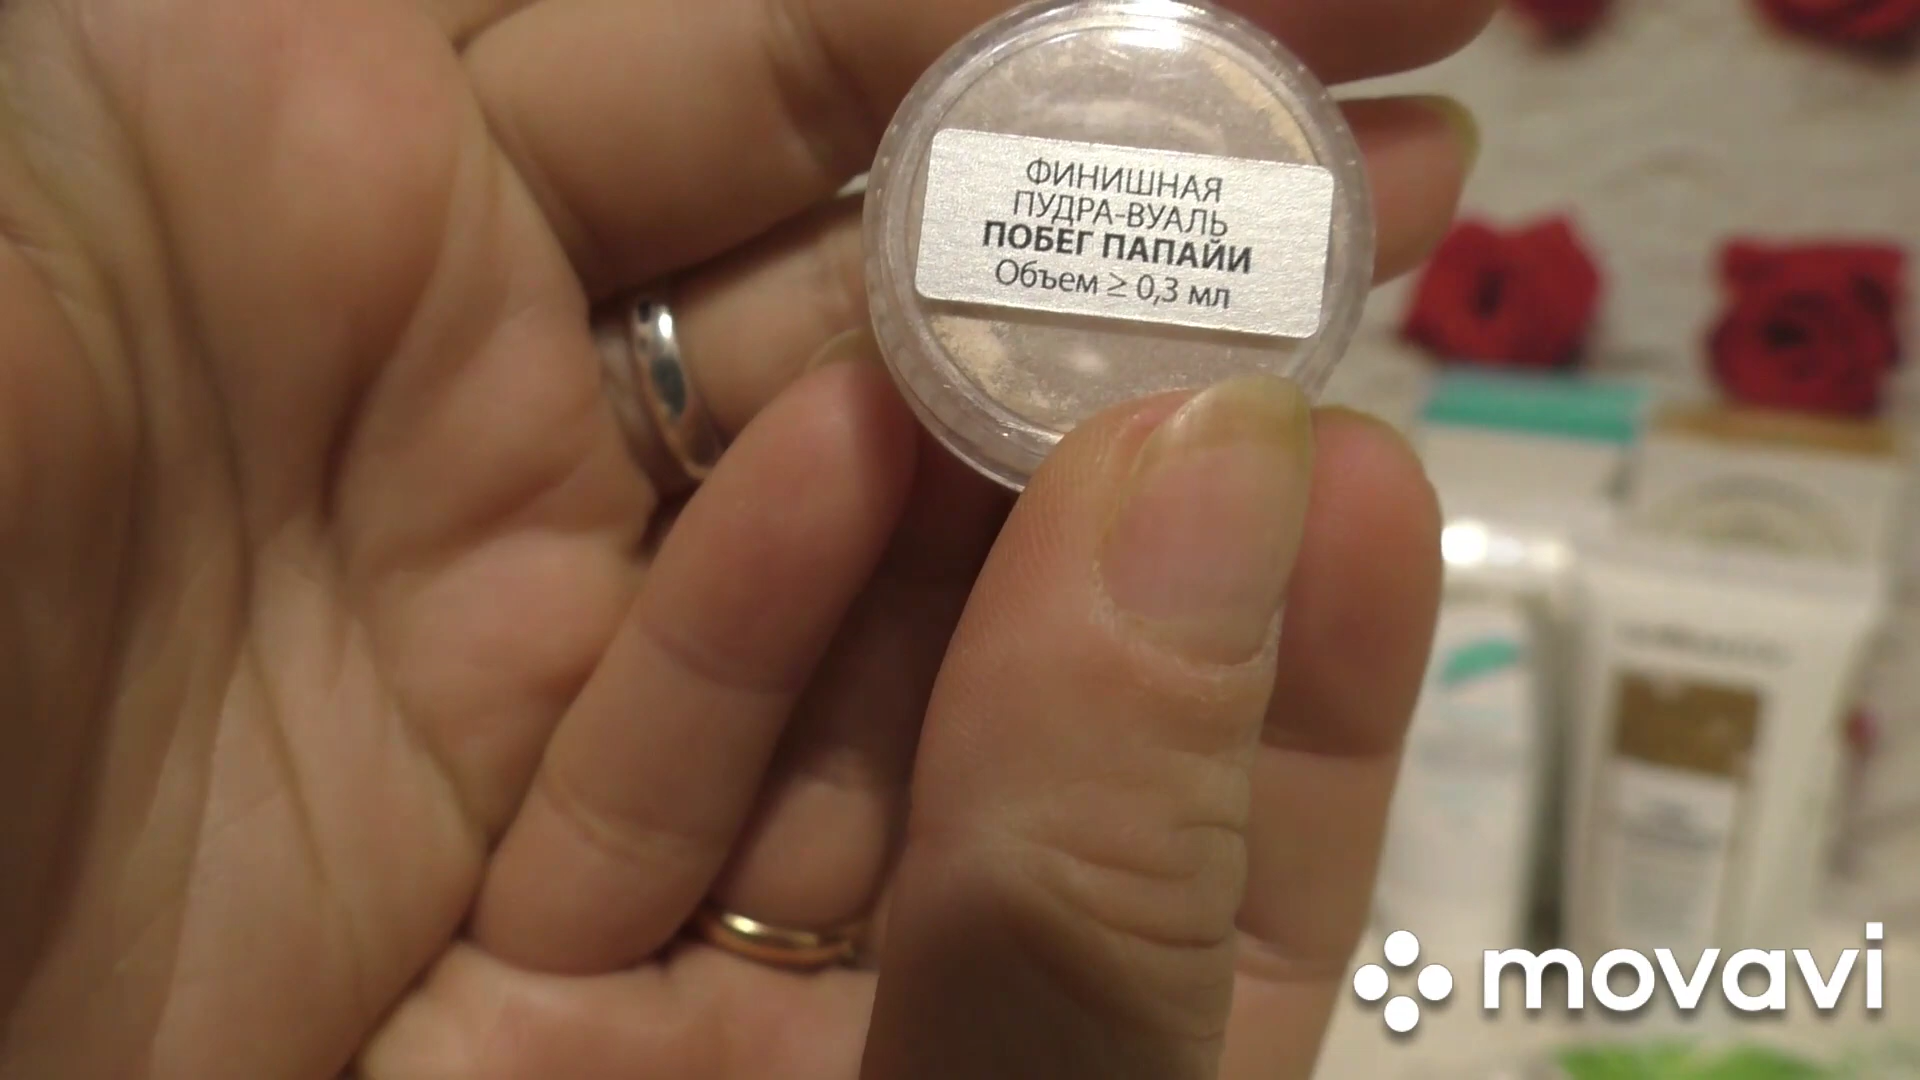 ФИНИШНАЯ
ПУДРА-ВУАЛЬ
ПОБЕГ ПАПАЙИ
Объем ≥ 0,3 мл
movavi